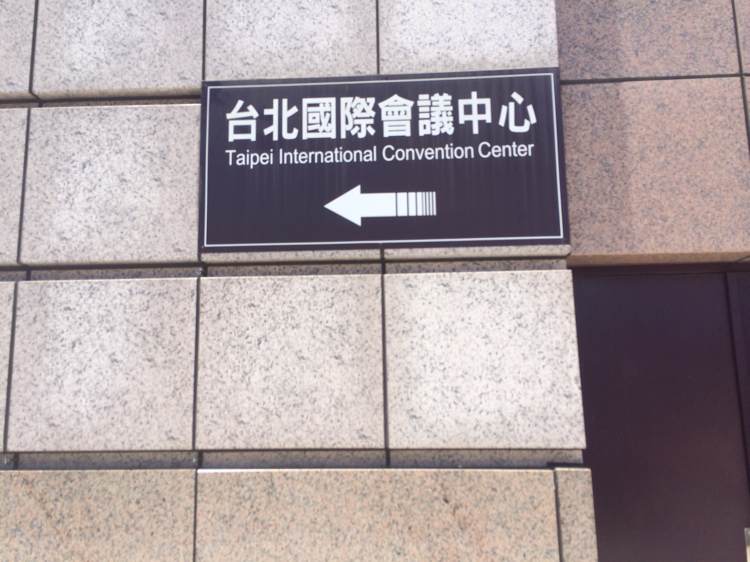 台北國際會議中心
Taipei International Convention Center